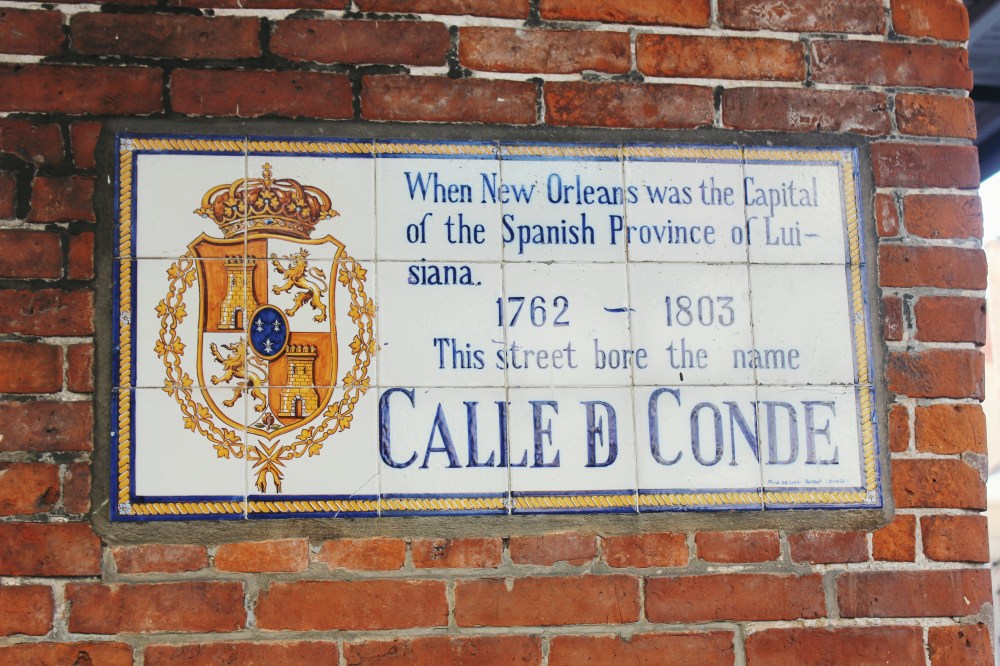 When New Orleans was the Capital
of the Spanish Province of Lui-
siana.
1762 - 1803
This street bore the name
CALLE D CONDE